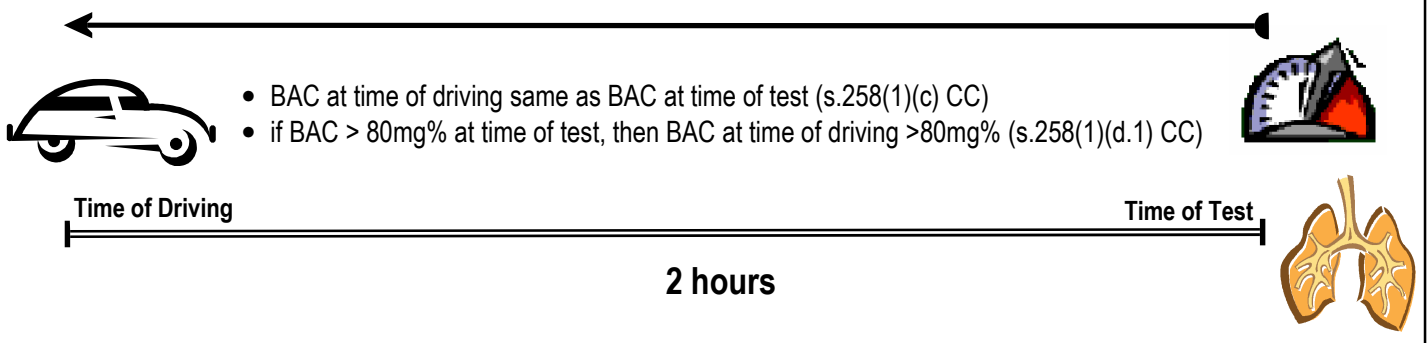 • BAC at time of driving same as BAC at time of test (s.258(1)(c) CC)
• if BAC > 80mg% at time of test, then BAC at time of driving >80mg% (s.258(1)(d.1) CC)
Time of Driving
Time of Test
2 hours